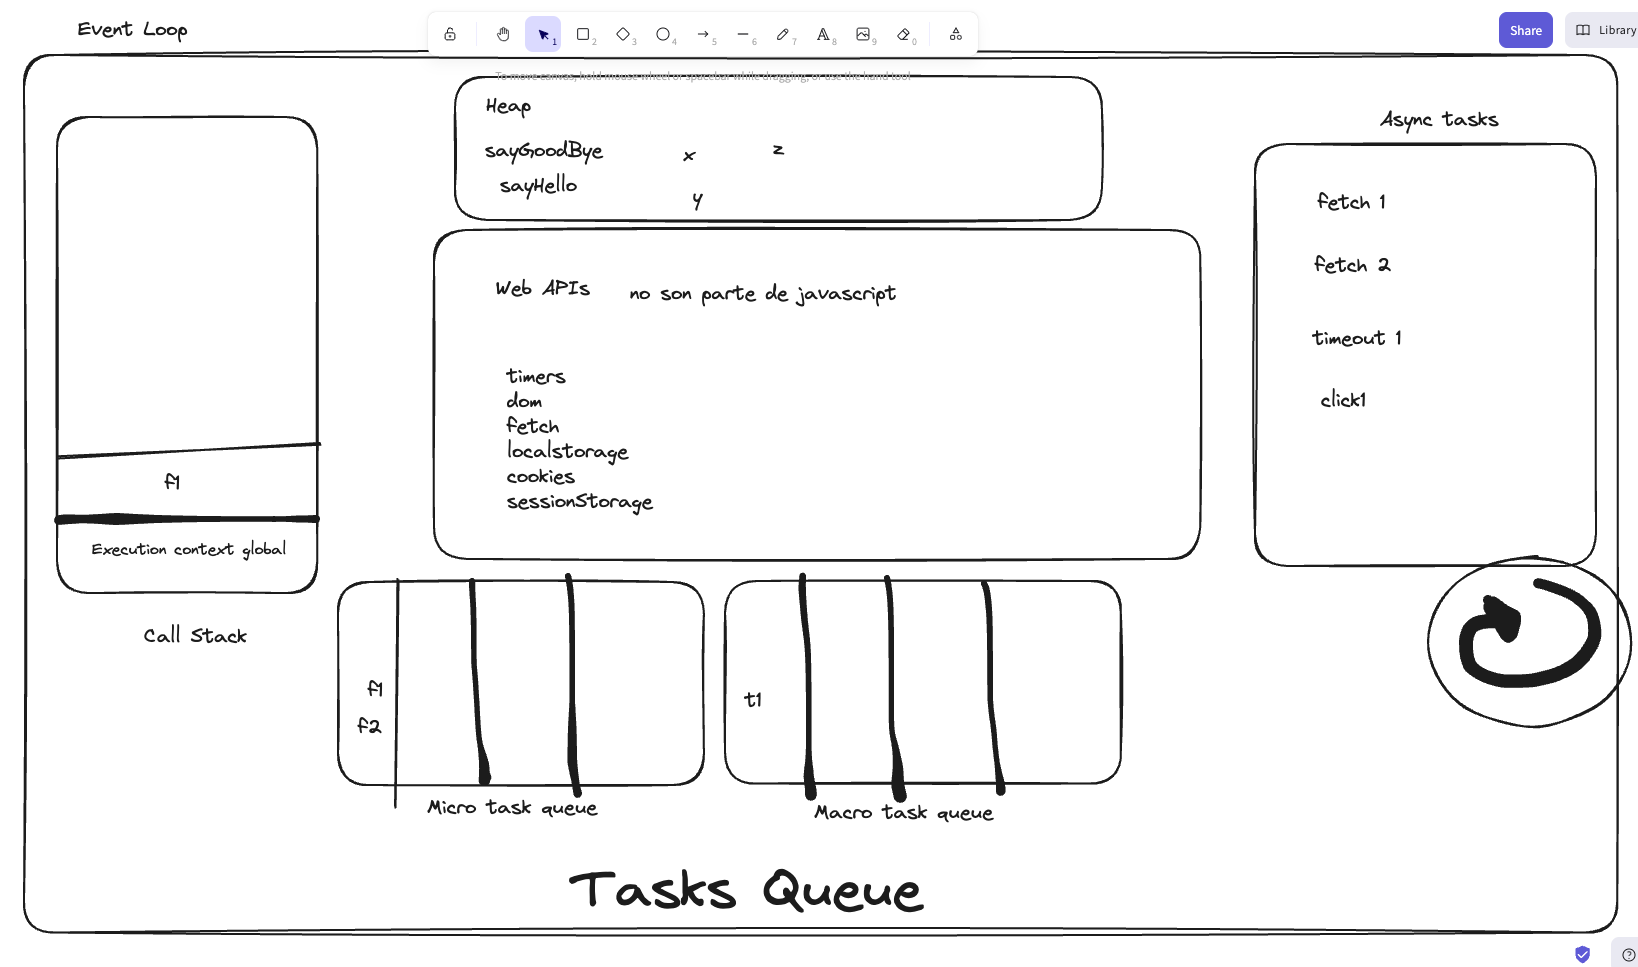 Event Loop
1
2
3
4
5
6
7
8
9
0
Share
Library
To move canvas, hold mouse wheel or spacebar while dragging, or use the hand tool
Heap
sayGoodBye
x
z
sayHello
y
Async tasks
fetch 1
fetch 2
timeout 1
click1
Web APIs
no son parte de javascript
timers
dom
fetch
localstorage
cookies
sessionStorage
f1
Execution context global
Call Stack
f1
f2
Micro task queue
t1
Macro task queue
Tasks Queue